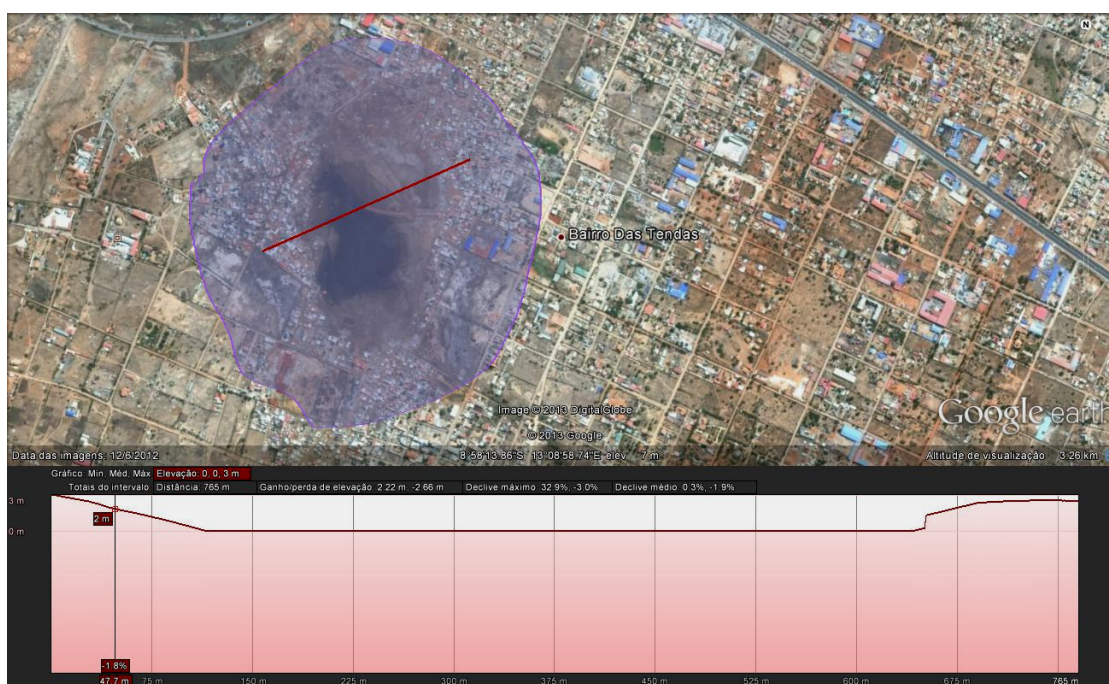 N
Bairro Das Tendas
Image © 2013 DigitalGlobe
© 2013 Google
Google earth
Data das imagens: 12/6/2012 8°58'13.86"S 13°08'58.74"E elev 7 m Altitude de visualização 3.26 km
Gráfico: Min, Méd, Máx Elevação: 0, 0, 3 m
Totais do intervalo: Distância: 765 m Ganho/perda de elevação: 2.22 m, -2.66 m Declive máximo: 32.9%, -3.0% Declive médio: 0.3%, -1.9%
3 m
2 m
0 m
-1.8%
47.7 m 75 m 150 m 225 m 300 m 375 m 450 m 525 m 600 m 675 m 765 m